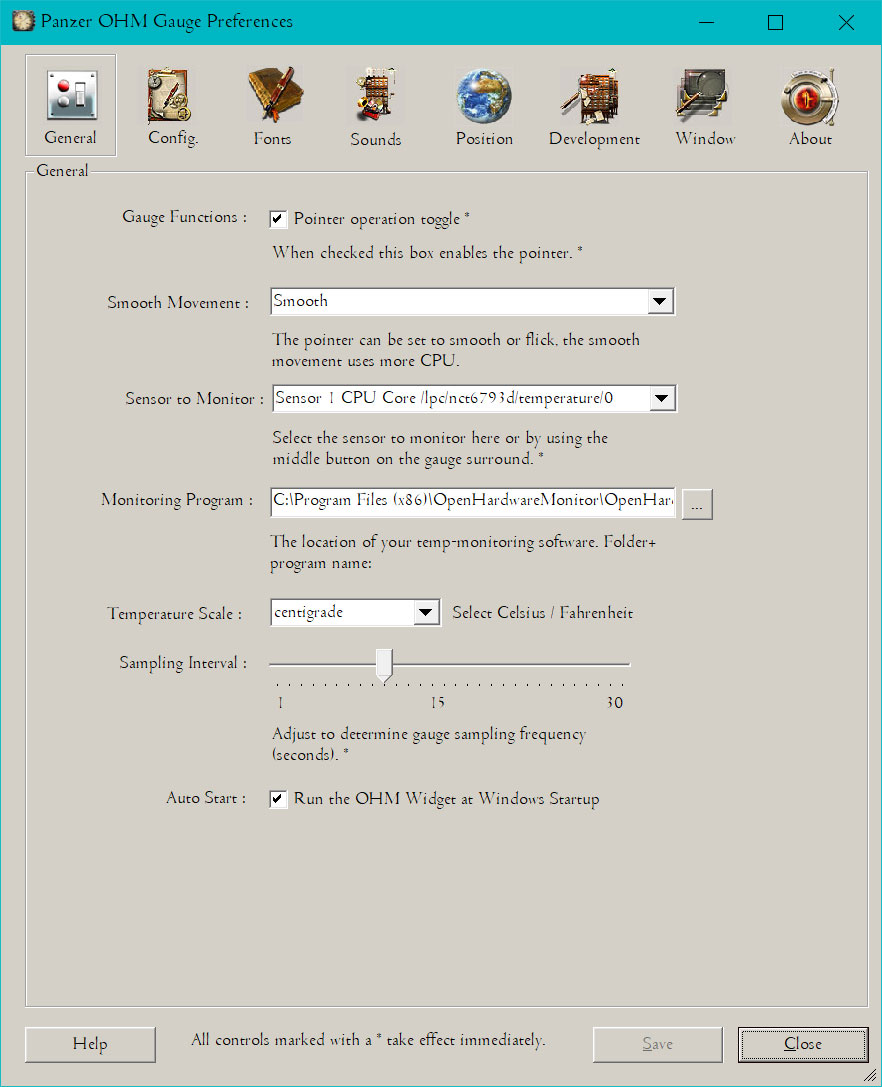 Panzer OHM Gauge Preferences
General
Config.
Fonts
Sounds
Position
Development
Window
About
General
Gauge Functions :
Pointer operation toggle *
When checked this box enables the pointer. *
Smooth Movement :
Smooth
The pointer can be set to smooth or flick, the smooth
movement uses more CPU.
Sensor to Monitor :
Sensor 1 CPU Core /lpc/nct6793d/temperature/0
Select the sensor to monitor here or by using the
middle button on the gauge surround. *
Monitoring Program :
C:\Program Files (x86)\OpenHardwareMonitor\OpenHar
...
The location of your temp-monitoring software. Folder+
program name:
Temperature Scale :
centigrade
Select Celsius / Fahrenheit
Sampling Interval :
1
15
30
Adjust to determine gauge sampling frequency
(seconds). *
Auto Start :
Run the OHM Widget at Windows Startup
Help
All controls marked with a * take effect immediately.
Save
Close